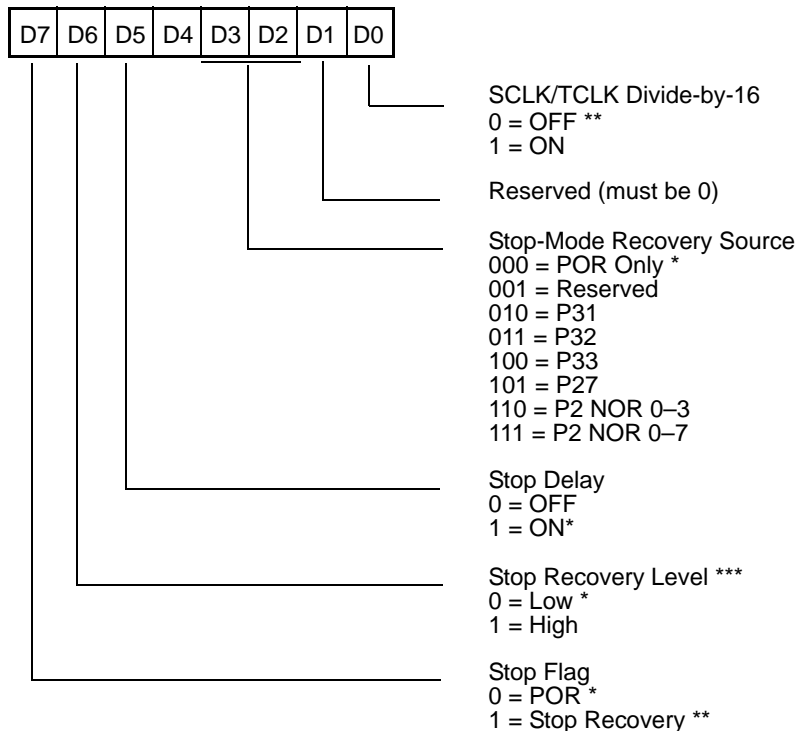 D7 D6 D5 D4 D3 D2 D1 D0
SCLK/TCLK Divide-by-16
0 = OFF **
1 = ON
Reserved (must be 0)
Stop-Mode Recovery Source
000 = POR Only *
001 = Reserved
010 = P31
011 = P32
100 = P33
101 = P27
110 = P2 NOR 0–3
111 = P2 NOR 0–7
Stop Delay
0 = OFF
1 = ON*
Stop Recovery Level ***
0 = Low *
1 = High
Stop Flag
0 = POR *
1 = Stop Recovery **